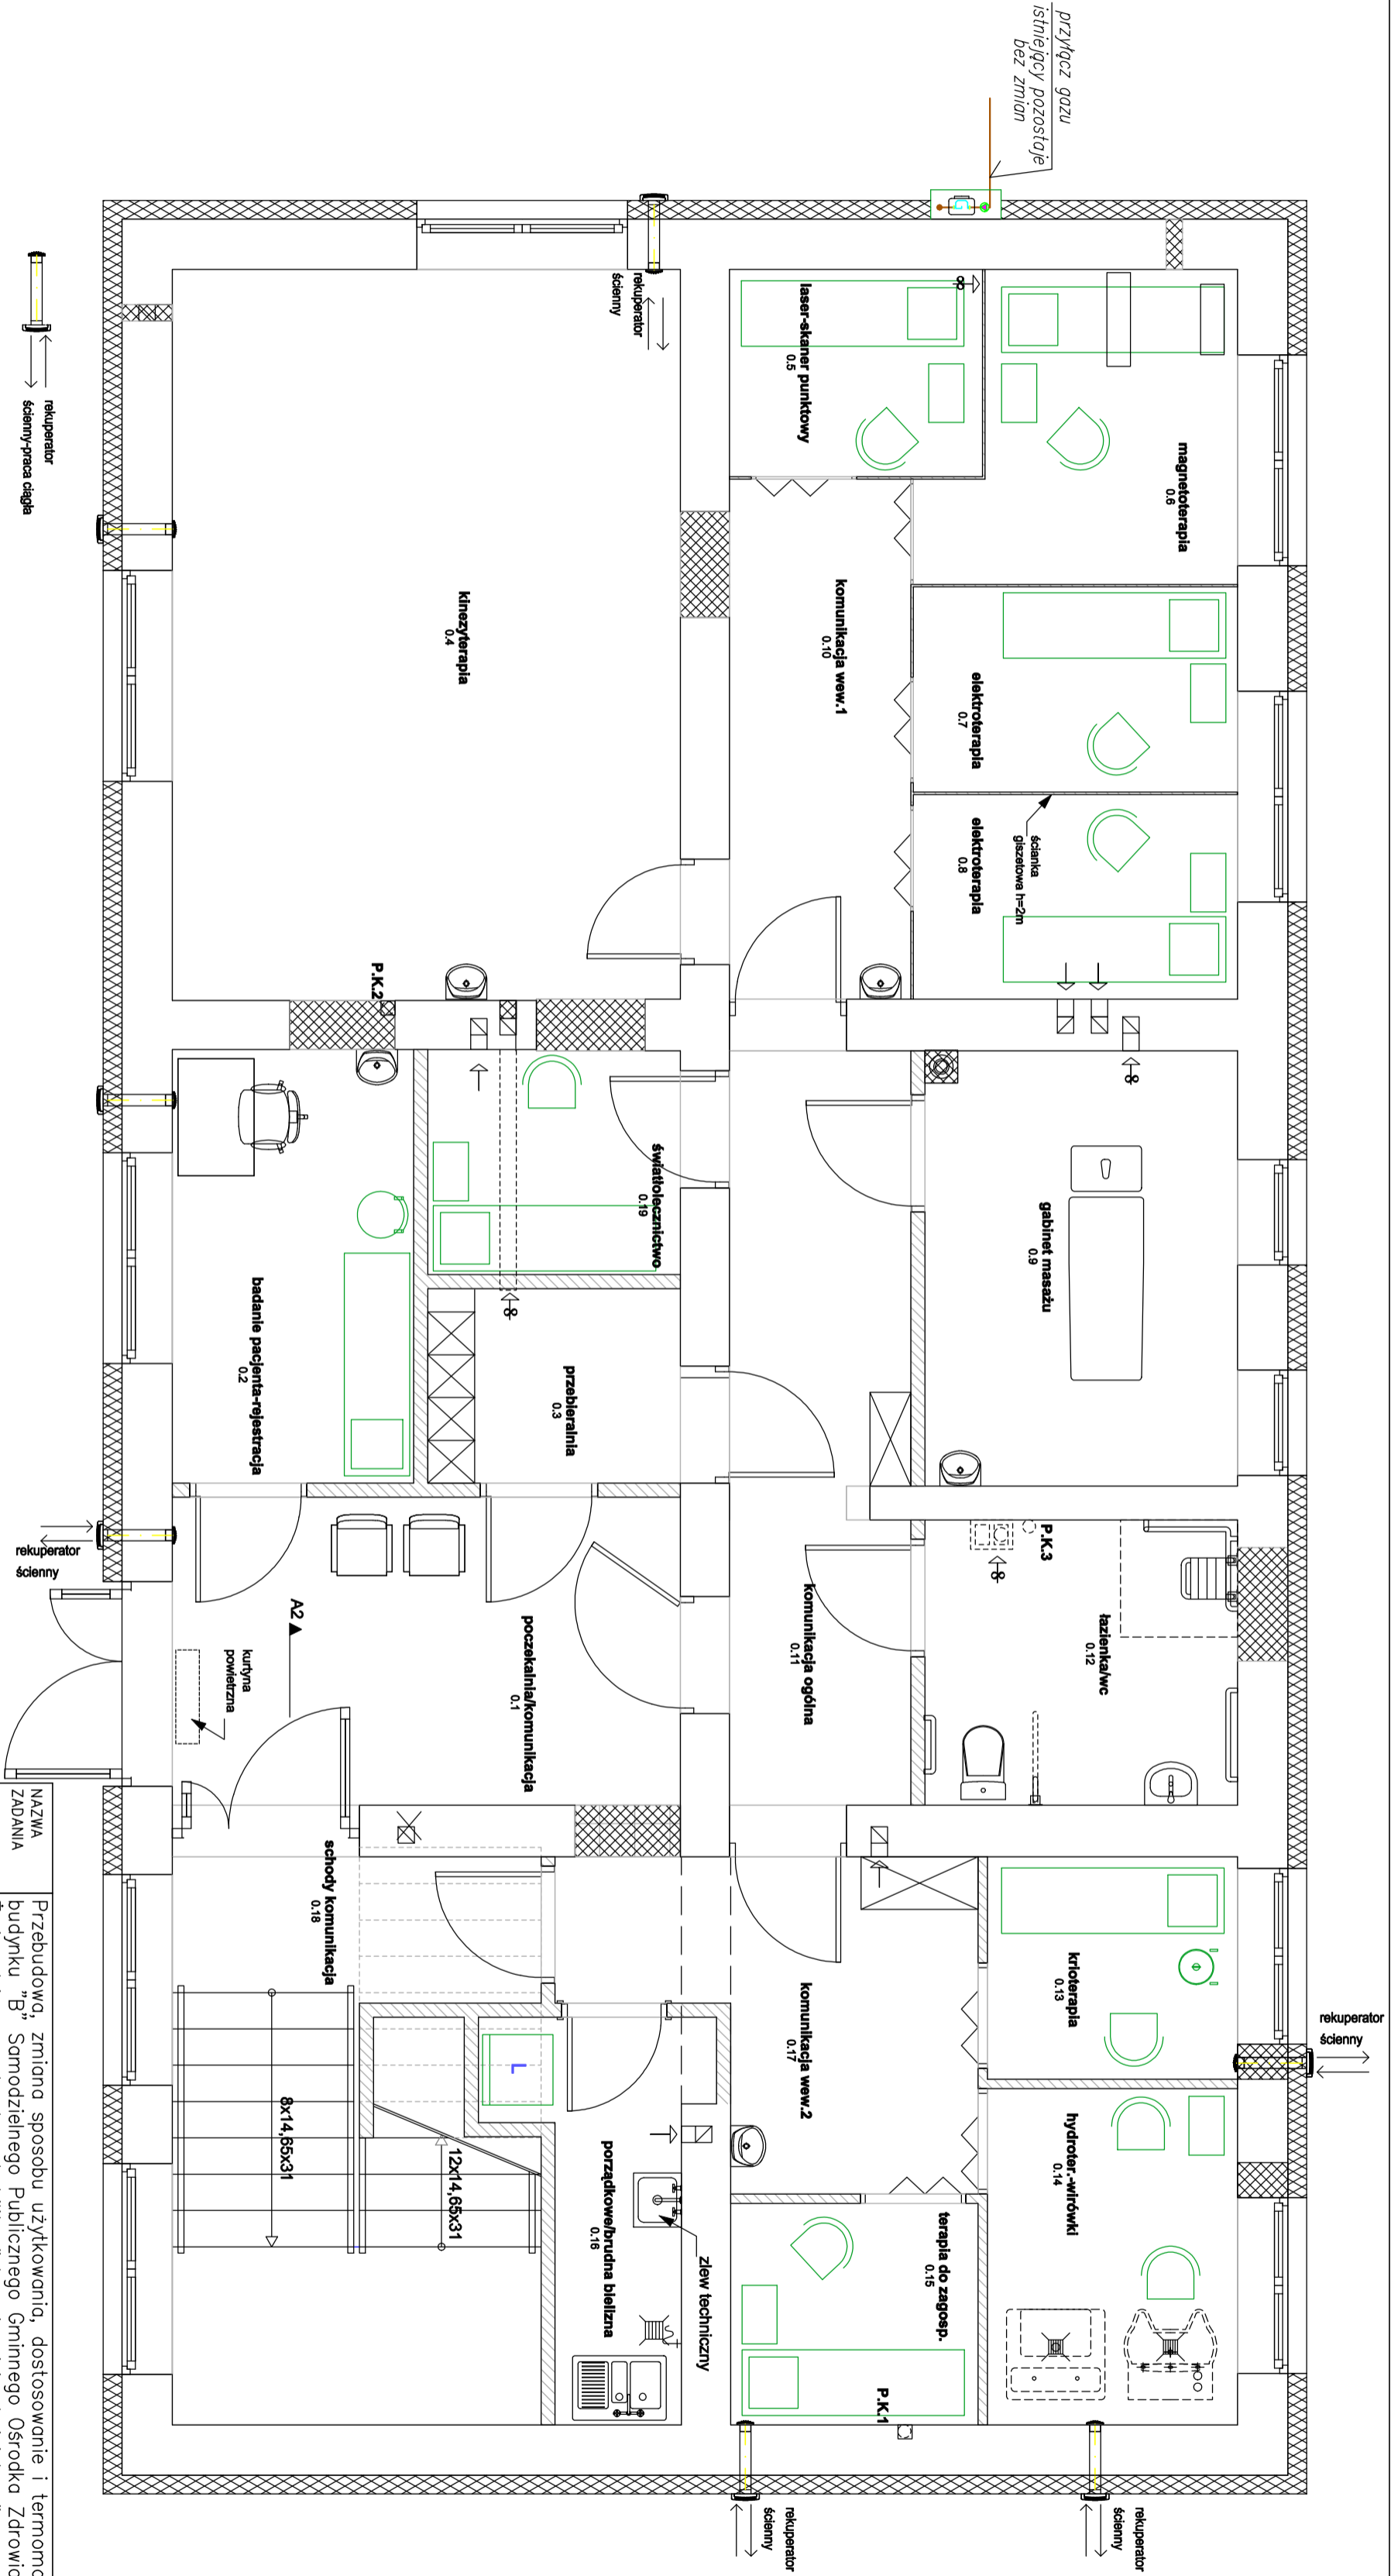 przyłącz gazu
istniejący pozostaje
bez zmian
rekuperator
ścienny-praca ciągła
rekuperator
ścienny
laser-skaner punktowy
0.5
magnetoterapia
0.6
kinezyterapia
0.4
komunikacja wew.1
0.10
elektroterapia
0.7
elektroterapia
0.8
ścianka
giszetowa h=2m
P.K.2
światłolecznictwo
0.19
gabinet masażu
0.9
badanie pacjenta-rejestracja
0.2
przebieralnia
0.3
rekuperator
ścienny
A2
kurtyna
powietrzna
poczekalnia/komunikacja
0.1
komunikacja ogólna
0.11
P.K.3
łazienka/wc
0.12
schody komunikacja
0.18
8x14,65x31
12x14,65x31
L
komunikacja wew.2
0.17
krioterapia
0.13
rekuperator
ścienny
hydroter.-wirówki
0.14
porządkowe/brudna bielizna
0.16
zlew techniczny
terapia do zagosp.
0.15
P.K.1
rekuperator
ścienny
rekuperator
ścienny
G
NAZWA
ZADANIA
Przebudowa, zmiana sposobu użytkowania, dostosowanie i termomo
budynku "B" Samodzielnego Publicznego Gminnego Ośrodka Zdrowia